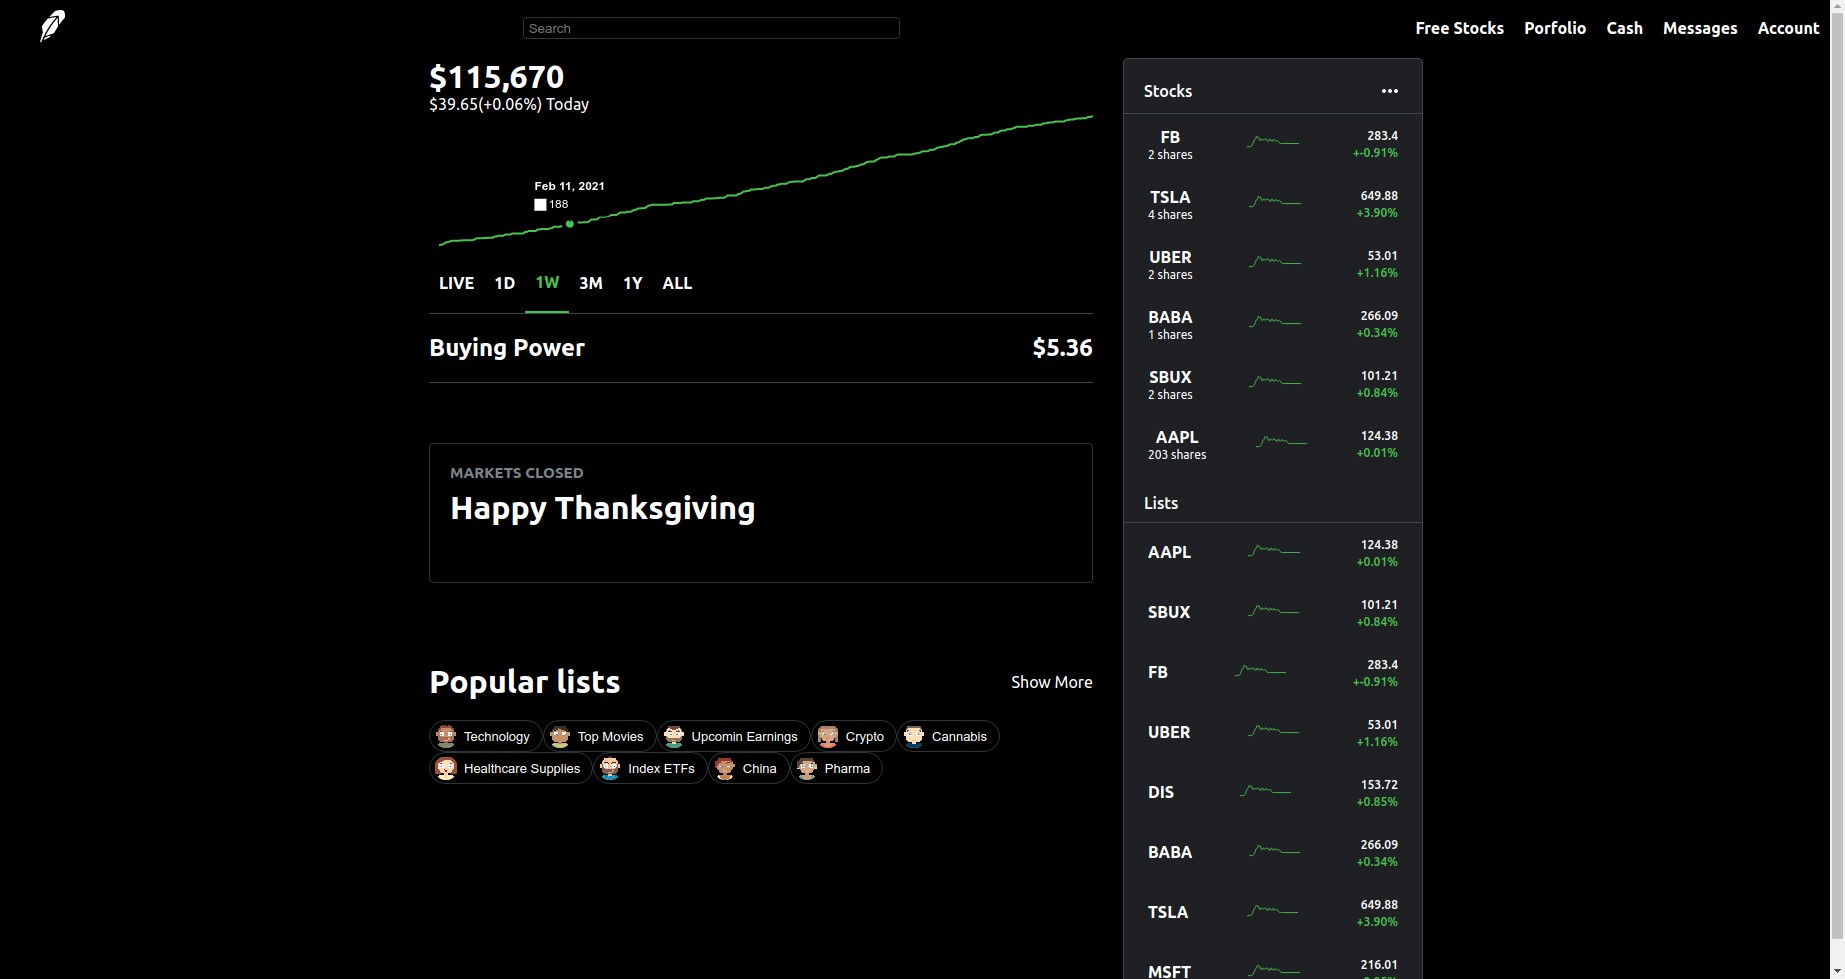 Search
Free Stocks Porfolio Cash Messages Account
$115,670
$39.65(+0.06%) Today
Feb 11, 2021
188
LIVE 1D 1W 3M 1Y ALL
Buying Power $5.36
MARKETS CLOSED
Happy Thanksgiving
Popular lists Show More
Technology Top Movies Upcomin Earnings Crypto Cannabis
Healthcare Supplies Index ETFs China Pharma
Stocks
FB 283.4
2 shares +-0.91%
TSLA 649.88
4 shares +3.90%
UBER 53.01
2 shares +1.16%
BABA 266.09
1 shares +0.34%
SBUX 101.21
2 shares +0.84%
AAPL 124.38
203 shares +0.01%
Lists
AAPL 124.38
+0.01%
SBUX 101.21
+0.84%
FB 283.4
+-0.91%
UBER 53.01
+1.16%
DIS 153.72
+0.85%
BABA 266.09
+0.34%
TSLA 649.88
+3.90%
MSFT 216.01